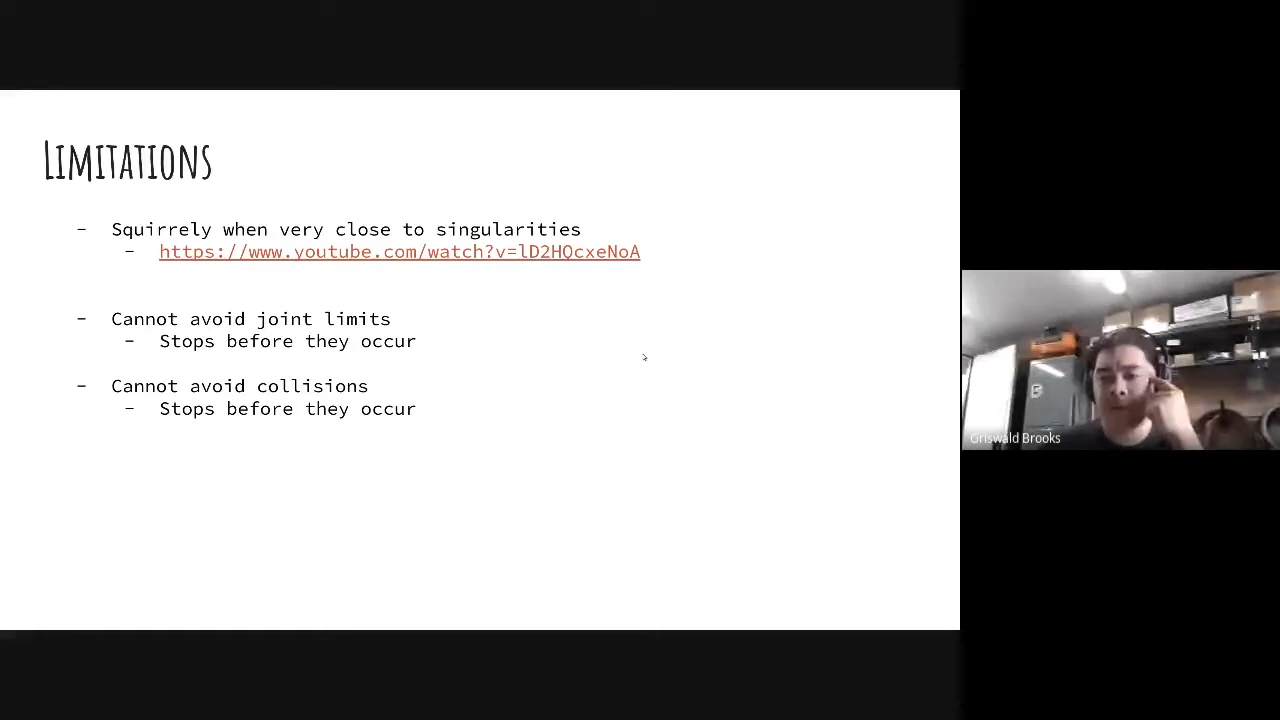 Limitations
- Squirrely when very close to singularities
- https://www.youtube.com/watch?v=lD2HQcxeNoA
- Cannot avoid joint limits
- Stops before they occur
- Cannot avoid collisions
- Stops before they occur
Griswald Brooks